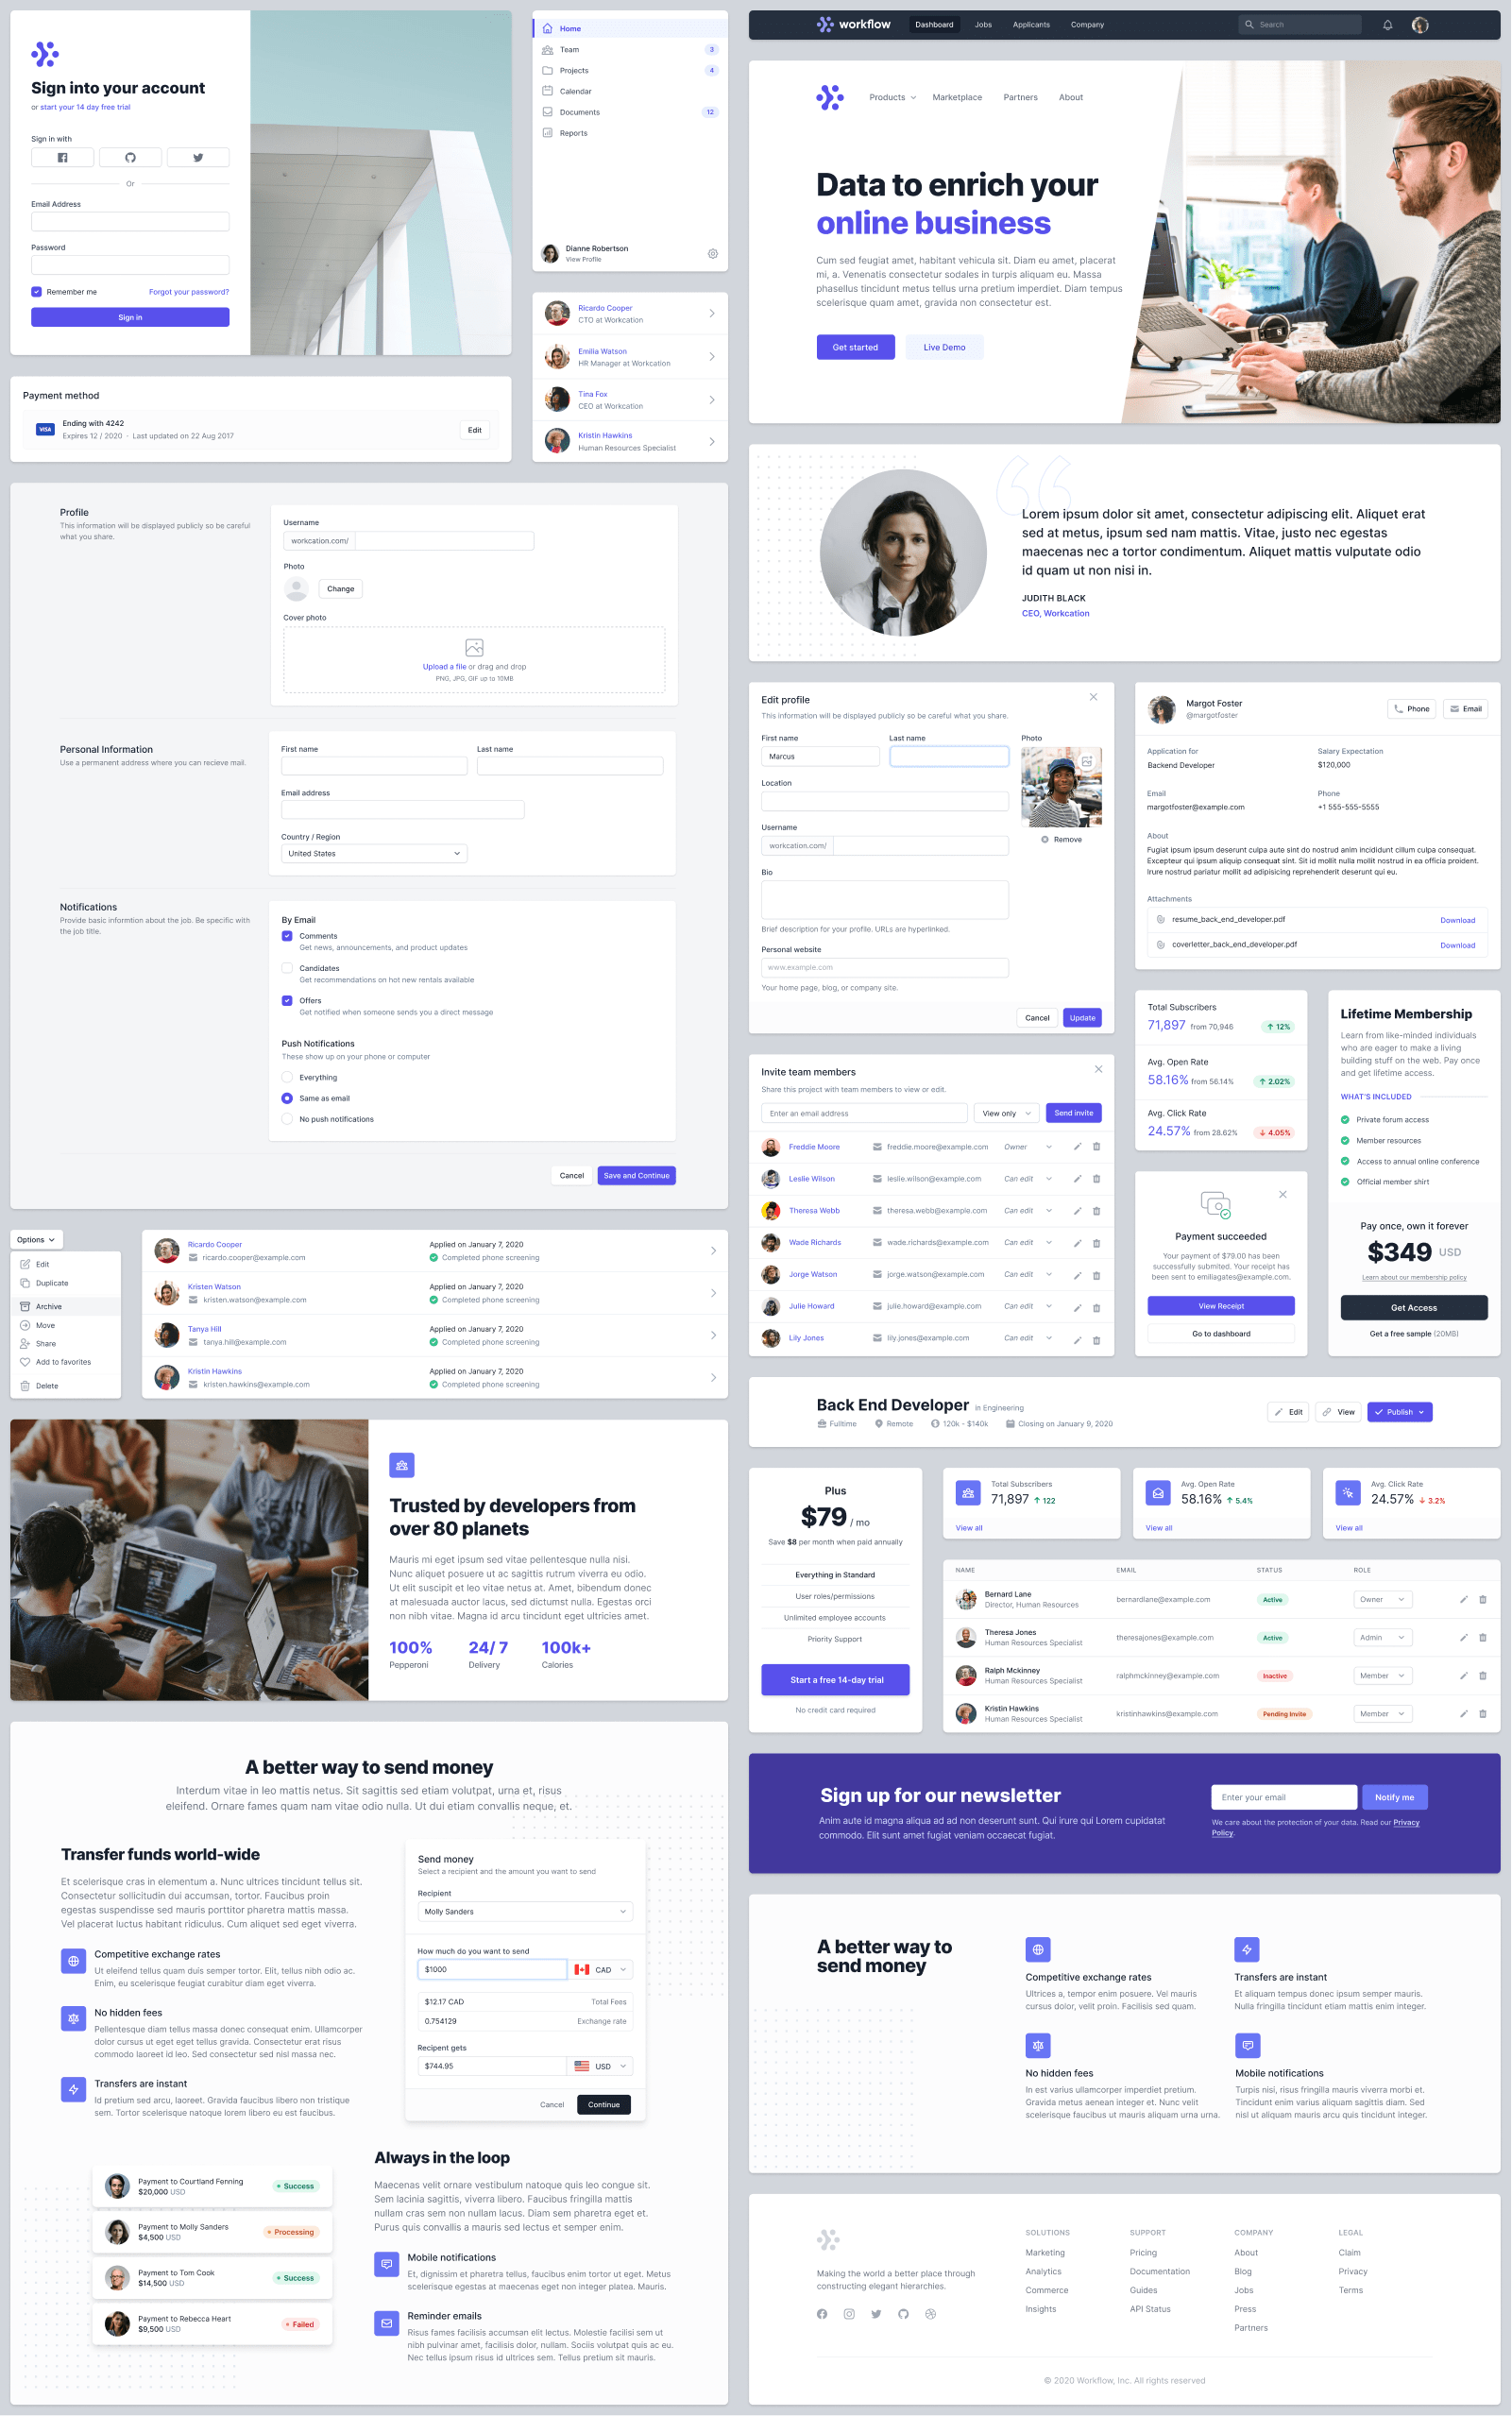 Sign into your account
or start your 14 day free trial
Sign in with
Or
Email Address
Password
Remember me
Forgot your password?
Sign in
Home
Team
3
Projects
4
Calendar
Documents
12
Reports
Dianne Robertson
View Profile
Ricardo Cooper
CTO at Workcation
Emilia Watson
HR Manager at Workcation
Tina Fox
CEO at Workcation
Kristin Hawkins
Human Resources Specialist
Payment method
VISA
Ending with 4242
Expires 12 / 2020 · Last updated on 22 Aug 2017
Edit
Profile
This information will be displayed publicly so be careful
what you share.
Username
workcation.com/
Photo
Change
Cover photo
Upload a file or drag and drop
PNG, JPG, GIF up to 10MB
Personal Information
Use a permanent address where you can recieve mail.
First name
Last name
Email address
Country / Region
United States
Notifications
Provide basic informtion about the job. Be specific with
the job title.
By Email
Comments
Get news, announcements, and product updates
Candidates
Get recommendations on hot new rentals available
Offers
Get notified when someone sends you a direct message
Push Notifications
These show up on your phone or computer
Everything
Same as email
No push notifications
Cancel
Save and Continue
Options
Edit
Duplicate
Archive
Move
Share
Add to favorites
Delete
Ricardo Cooper
ricardo.cooper@example.com
Applied on January 7, 2020
Completed phone screening
Kristen Watson
kristen.watson@example.com
Applied on January 7, 2020
Completed phone screening
Tanya Hill
tanya.hill@example.com
Applied on January 7, 2020
Completed phone screening
Kristin Hawkins
kristen.hawkins@example.com
Applied on January 7, 2020
Completed phone screening
Trusted by developers from
over 80 planets
Mauris mi eget ipsum sed vitae pellentesque nulla nisi.
Nunc aliquet posuere ut ac sagittis rutrum viverra eu odio.
Ut elit suscipit et leo vitae netus at. Amet, bibendum donec
at malesuada auctor lacus, sed dictumst nulla. Egestas orci
non nibh vitae. Magna id arcu tincidunt eget ultricies amet.
100%
Pepperoni
24/ 7
Delivery
100k+
Calories
A better way to send money
Interdum vitae in leo mattis netus. Sit sagittis sed etiam volutpat, urna et, risus
eleifend. Ornare fames quam nam vitae odio nulla. Ut dui etiam convallis neque, et.
Transfer funds world-wide
Et scelerisque cras in elementum a. Nunc ultrices tincidunt tellus sit.
Consectetur sollicitudin dui accumsan, tortor. Faucibus proin
egestas suspendisse sed mauris porttitor pharetra mattis massa.
Vel placerat luctus habitant ridiculus. Cum aliquet sed eget viverra.
Competitive exchange rates
Ut eleifend tellus quam duis semper tortor. Elit, tellus nibh odio ac.
Enim, eu scelerisque feugiat curabitur diam eget viverra.
No hidden fees
Pellentesque diam tellus massa donec consequat enim. Ullamcorper
dolor cursus ut eget eget tellus gravida. Consectetur erat risus
commodo laoreet id leo. Sed consectetur sed nisl massa nec.
Transfers are instant
Id pretium sed arcu, laoreet. Gravida faucibus libero non tristique
sem. Tortor scelerisque natoque lorem libero eu est faucibus.
Send money
Select a recipient and the amount you want to send
Recipient
Molly Sanders
How much do you want to send
$1000
CAD
$12.17 CAD
Total Fees
0.754129
Exchange rate
Recipent gets
$744.95
USD
Cancel
Continue
Payment to Courtland Fenning
$20,000 USD
Success
Payment to Molly Sanders
$4,500 USD
Processing
Payment to Tom Cook
$14,500 USD
Success
Payment to Rebecca Heart
$9,500 USD
Failed
Always in the loop
Maecenas velit ornare vestibulum natoque quis leo congue sit.
Sem lacinia sagittis, viverra libero. Faucibus fringilla mattis
nullam cras sem non nullam lacus. Diam sem pharetra eget et.
Purus quis convallis a mauris sed lectus et semper enim.
Mobile notifications
Et, dignissim et pharetra tellus, faucibus enim tortor ut eget. Metus
scelerisque egestas at maecenas eget non integer platea. Mauris.
Reminder emails
Risus fames facilisis accumsan elit lectus. Molestie facilisi sem ut
nibh pulvinar amet, facilisis dolor, nullam. Sociis volutpat quis ac eu.
Nec tellus ipsum risus id ultrices sem. Tellus pretium sit mauris.
workflow
Dashboard
Jobs
Applicants
Company
Search
Products
Marketplace
Partners
About
Data to enrich your
online business
Cum sed feugiat amet, habitant vehicula sit. Diam eu amet, placerat
mi, a. Venenatis consectetur sodales in turpis aliquam eu. Massa
phasellus tincidunt metus tellus urna pretium imperdiet. Diam tempus
scelerisque quam amet, gravida non consectetur est.
Get started
Live Demo
Lorem ipsum dolor sit amet, consectetur adipiscing elit. Aliquet erat
sed at metus, ipsum sed nam mattis. Vitae, justo nec egestas
maecenas nec a tortor condimentum. Aliquet mattis vulputate odio
id quam ut non nisi in.
JUDITH BLACK
CEO, Workcation
Edit profile
This information will be displayed publicly so be careful what you share.
First name
Marcus
Last name
Photo
Location
Username
workcation.com/
Remove
Bio
Brief description for your profile. URLs are hyperlinked.
Personal website
www.example.com
Your home page, blog, or company site.
Cancel
Update
Margot Foster
@margotfoster
Phone
Email
Application for
Backend Developer
Salary Expectation
$120,000
Email
margotfoster@example.com
Phone
+1 555-555-5555
About
Fugiat ipsum ipsum deserunt culpa aute sint do nostrud anim incididunt cillum culpa consequat.
Excepteur qui ipsum aliquip consequat sint. Sit id mollit nulla mollit nostrud in ea officia proident.
Irure nostrud pariatur mollit ad adipisicing reprehenderit deserunt qui eu.
Attachments
resume_back_end_developer.pdf
Download
coverletter_back_end_developer.pdf
Download
Invite team members
Share this project with team members to view or edit.
Enter an email address
View only
Send invite
Freddie Moore
freddie.moore@example.com
Owner
Leslie Wilson
leslie.wilson@example.com
Can edit
Theresa Webb
theresa.webb@example.com
Can edit
Wade Richards
wade.richards@example.com
Can edit
Jorge Watson
jorge.watson@example.com
Can edit
Julie Howard
julie.howard@example.com
Can edit
Lily Jones
lily.jones@example.com
Can edit
Total Subscribers
71,897 from 70,946
12%
Avg. Open Rate
58.16% from 56.14%
2.02%
Avg. Click Rate
24.57% from 28.62%
4.05%
Payment succeeded
Your payment of $79.00 has been
successfully submited. Your receipt has
been sent to emiliagates@example.com.
View Receipt
Go to dashboard
Lifetime Membership
Learn from like-minded individuals
who are eager to make a living
building stuff on the web. Pay once
and get lifetime access.
WHAT'S INCLUDED
Private forum access
Member resources
Access to annual online conference
Official member shirt
Pay once, own it forever
$349 USD
Learn about our membership policy
Get Access
Get a free sample (20MB)
Back End Developer in Engineering
Fulltime
Remote
120k - $140k
Closing on January 9, 2020
Edit
View
Publish
Plus
$79 / mo
Save $8 per month when paid annually
Everything in Standard
User roles/permissions
Unlimited employee accounts
Priority Support
Start a free 14-day trial
No credit card required
Total Subscribers
71,897 122
View all
Avg. Open Rate
58.16% 5.4%
View all
Avg. Click Rate
24.57% 3.2%
View all
NAME
EMAIL
STATUS
ROLE
Bernard Lane
Director, Human Resources
bernardlane@example.com
Active
Owner
Theresa Jones
Human Resources Specialist
theresajones@example.com
Active
Admin
Ralph Mckinney
Human Resources Specialist
ralphmckinney@example.com
Inactive
Member
Kristin Hawkins
Human Resources Specialist
kristinhawkins@example.com
Pending Invite
Member
Sign up for our newsletter
Anim aute id magna aliqua ad ad non deserunt sunt. Qui irure qui Lorem cupidatat
commodo. Elit sunt amet fugiat veniam occaecat fugiat.
Enter your email
Notify me
We care about the protection of your data. Read our Privacy
Policy.
A better way to
send money
Competitive exchange rates
Ultrices a, tempor enim posuere. Vel mauris
cursus dolor, velit proin. Facilisis sed quam.
Transfers are instant
Et aliquam tempus donec ipsum semper mauris.
Nulla fringilla tincidunt etiam mattis enim integer.
No hidden fees
In est varius ullamcorper imperdiet pretium.
Gravida metus aenean integer et. Nunc velit
scelerisque faucibus ut mauris aliquam urna urna.
Mobile notifications
Turpis nisi, risus fringilla mauris viverra morbi et.
Tincidunt enim varius aliquam sagittis diam. Sed
nisl ut aliquam mauris arcu quis tincidunt integer.
Making the world a better place through
constructing elegant hierarchies.
SOLUTIONS
Marketing
Analytics
Commerce
Insights
SUPPORT
Pricing
Documentation
Guides
API Status
COMPANY
About
Blog
Jobs
Press
Partners
LEGAL
Claim
Privacy
Terms
© 2020 Workflow, Inc. All rights reserved